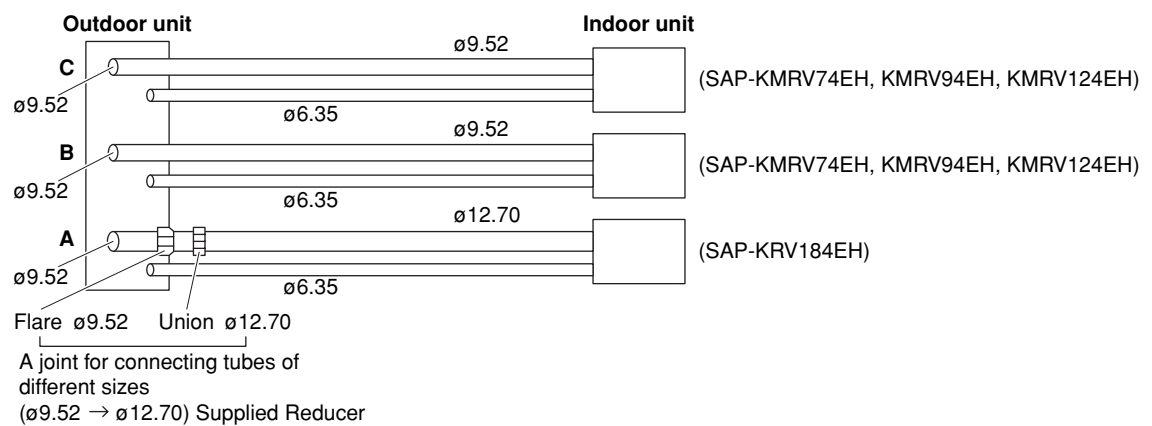 Outdoor unit
Indoor unit
ø9.52
C
(SAP-KMRV74EH, KMRV94EH, KMRV124EH)
ø9.52
ø6.35
ø9.52
B
(SAP-KMRV74EH, KMRV94EH, KMRV124EH)
ø9.52
ø6.35
ø12.70
A
(SAP-KRV184EH)
ø9.52
ø6.35
Flare ø9.52 Union ø12.70
A joint for connecting tubes of
different sizes
(ø9.52 → ø12.70) Supplied Reducer